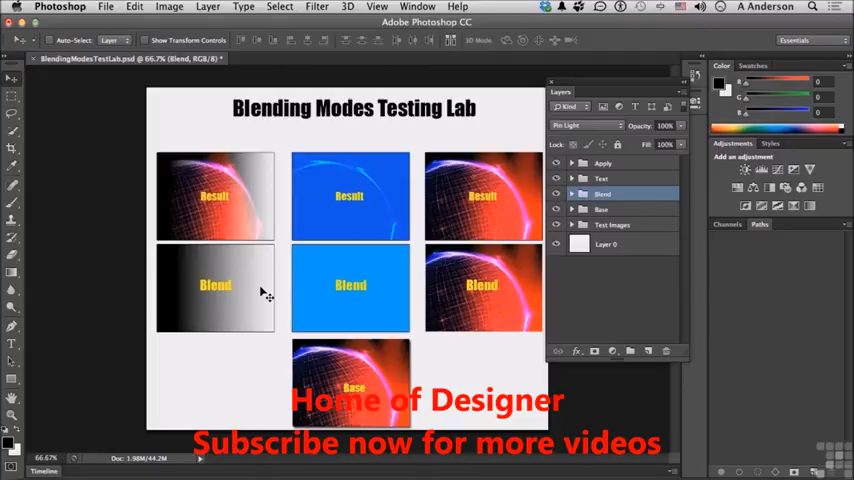 Photoshop File Edit Image Layer Type Select Filter 3D View Window Help A Anderson
Adobe Photoshop CC
Auto-Select: Layer Show Transform Controls 3D Mode Essentials
BlendingModesTestLab.psd @ 66.7% (Blend, RGB/8) *
Blending Modes Testing Lab
Result Result Result
Blend Blend Blend
Base
Layers
Kind
Pin Light Opacity: 100%
Lock: Fill: 100%
Apply
Text
Blend
Base
Test Images
Layer 0
Color Swatches
R 0
G 0
B 0
Adjustments Styles
Add an adjustment
Channels Paths
Home of Designer
Subscribe now for more videos
66.67% Doc: 1.98M/44.2M
Timeline